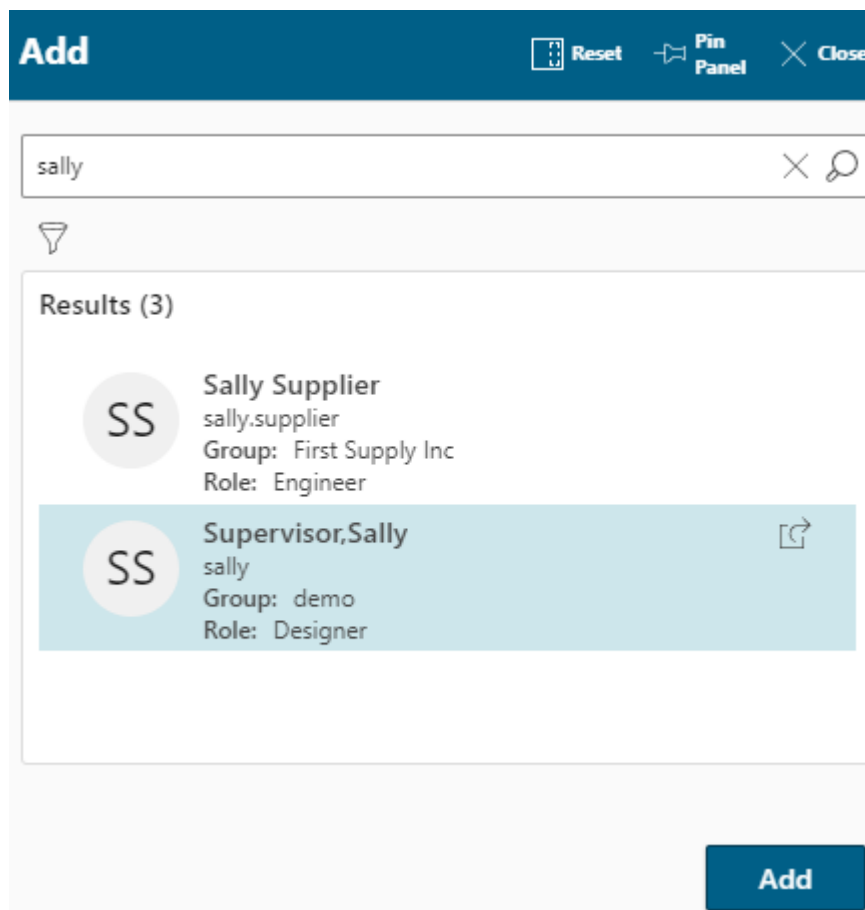 Add
Reset
Pin
Panel
Close
sally
Results (3)
SS
Sally Supplier
sally.supplier
Group: First Supply Inc
Role: Engineer
SS
Supervisor,Sally
sally
Group: demo
Role: Designer
Add